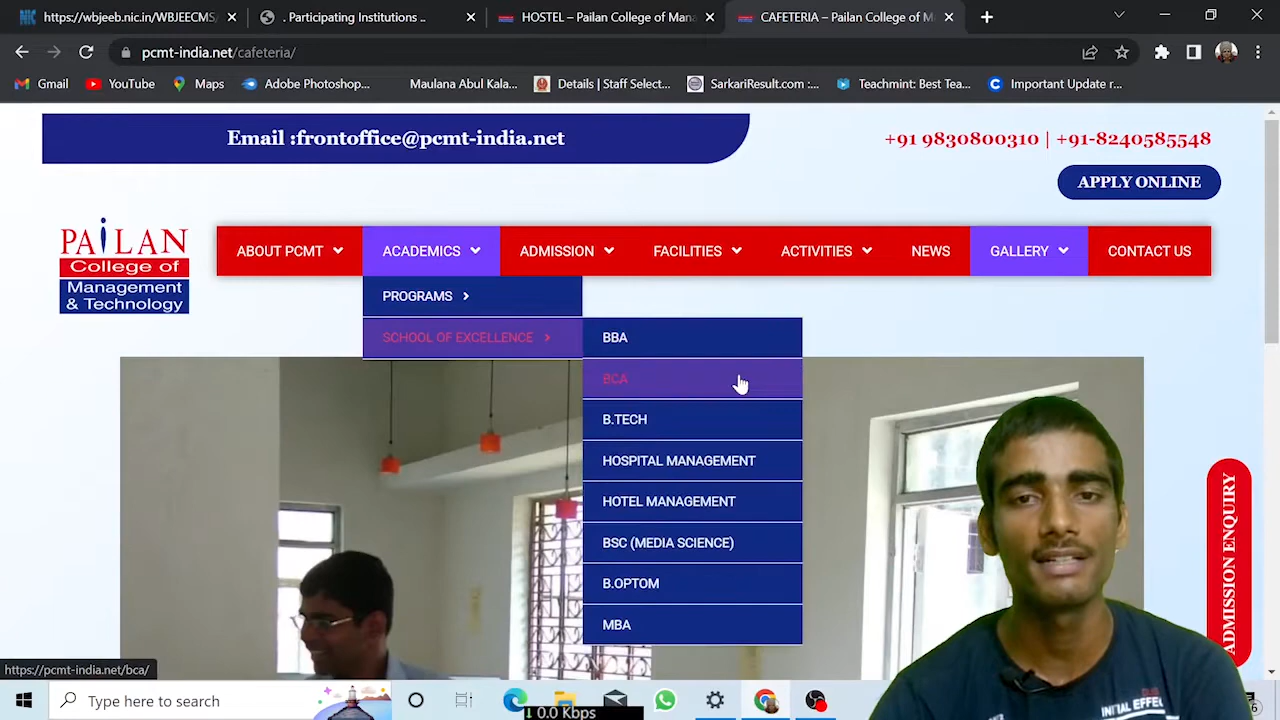 https://wbjeeb.nic.in/WBJEECMS/
. Participating Institutions ..
HOSTEL – Pailan College of Mana
CAFETERIA – Pailan College of M
pcmt-india.net/cafeteria/
Gmail
YouTube
Maps
Adobe Photoshop...
Maulana Abul Kala...
Details | Staff Select...
SarkariResult.com :...
Teachmint: Best Tea...
Important Update r...
Email :frontoffice@pcmt-india.net
+91 9830800310 | +91-8240585548
APPLY ONLINE
PAiLAN
College of
Management
& Technology
ABOUT PCMT
ACADEMICS
ADMISSION
FACILITIES
ACTIVITIES
NEWS
GALLERY
CONTACT US
PROGRAMS
SCHOOL OF EXCELLENCE
BBA
BCA
B.TECH
HOSPITAL MANAGEMENT
HOTEL MANAGEMENT
BSC (MEDIA SCIENCE)
B.OPTOM
MBA
ADMISSION ENQUIRY
https://pcmt-india.net/bca/
Type here to search
0.0 Kbps
INITIAL EFFEC